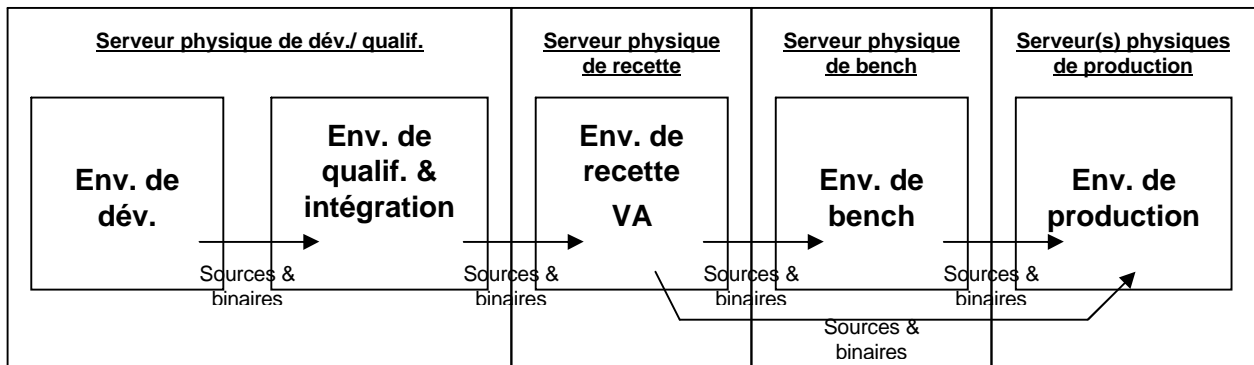 Serveur physique de dév./ qualif.
Serveur physique
de recette
Serveur physique
de bench
Serveur(s) physiques
de production
Env. de
dév.
Env. de
qualif. &
intégration
Env. de
recette
VA
Env. de
bench
Env. de
production
Sources &
binaires
Sources &
binaires
Sources &
binaires
Sources &
binaires
Sources &
binaires